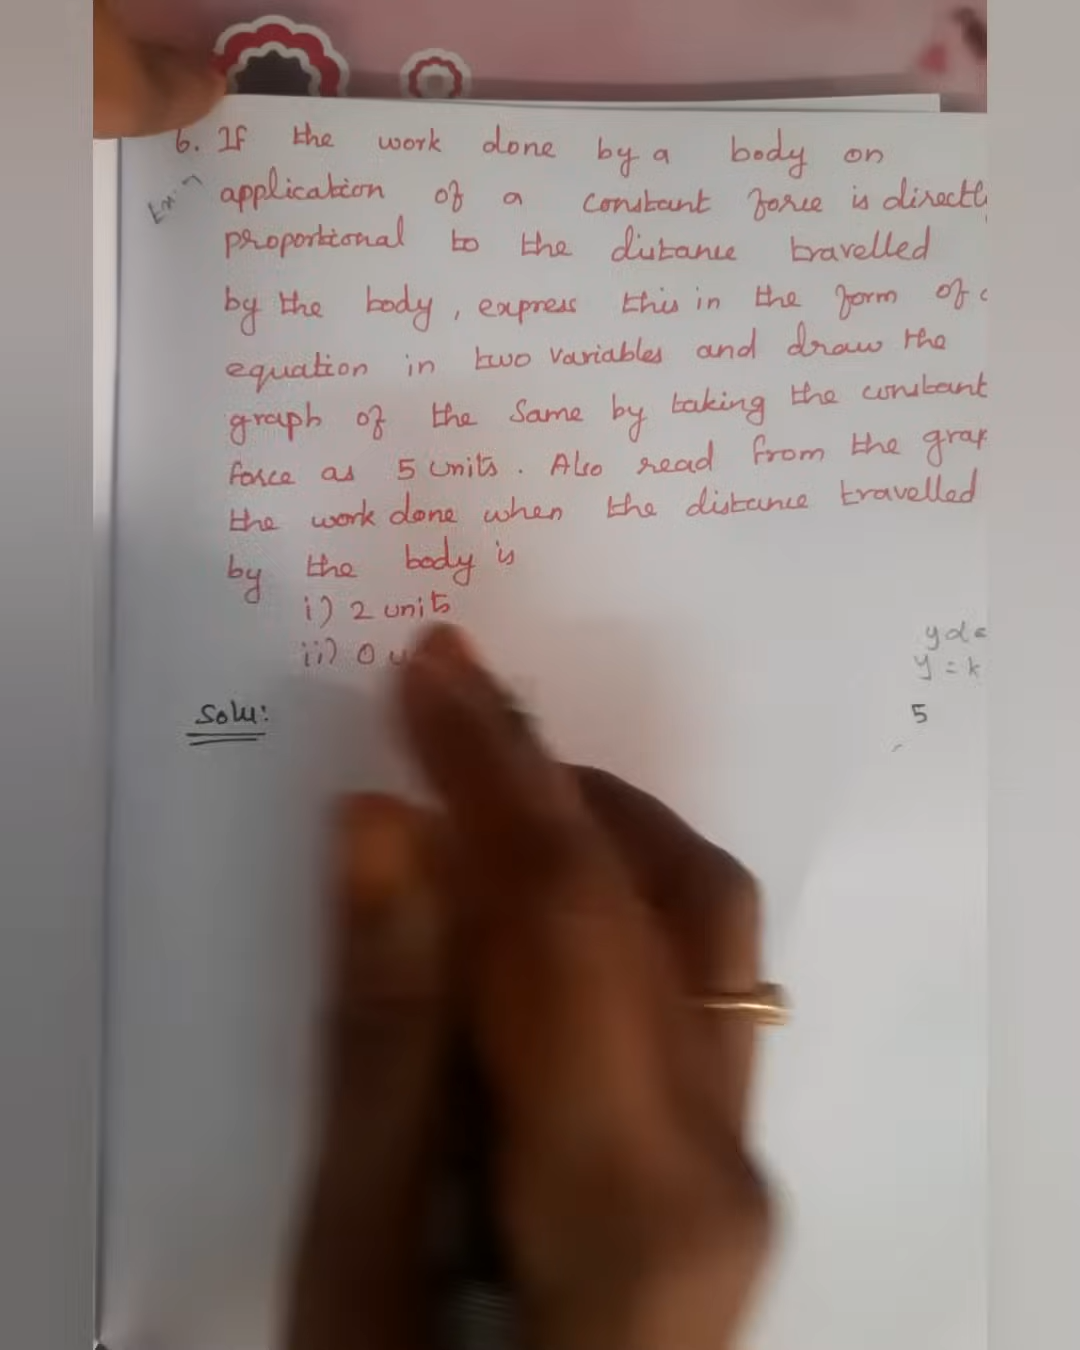 6. If the work done by a body on
application of a constant force is directly
proportional to the distance travelled
by the body, express this in the form of a
equation in two variables and draw the
graph of the same by taking the constant
force as 5 units. Also read from the grap
the work done when the distance travelled
by the body is
i) 2 units
ii) 0 u
Solu:
y = k
5